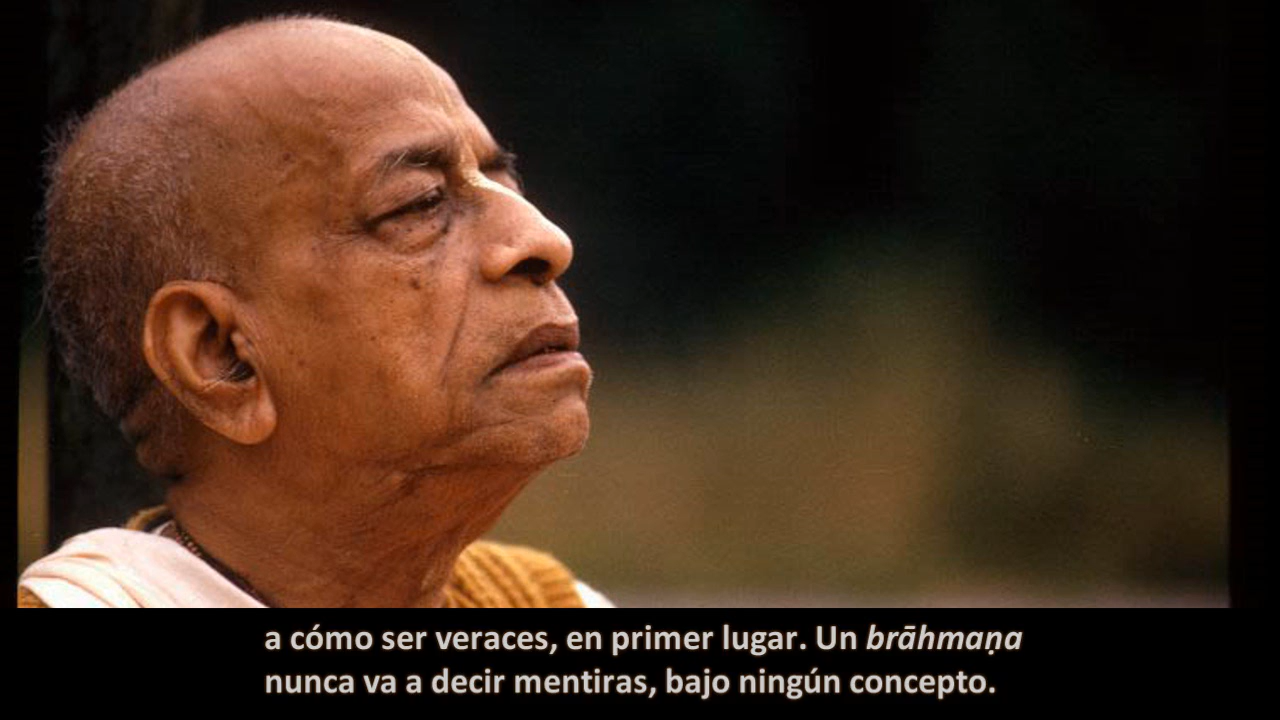 a cómo ser veraces, en primer lugar. Un brāhmaṇa
nunca va a decir mentiras, bajo ningún concepto.